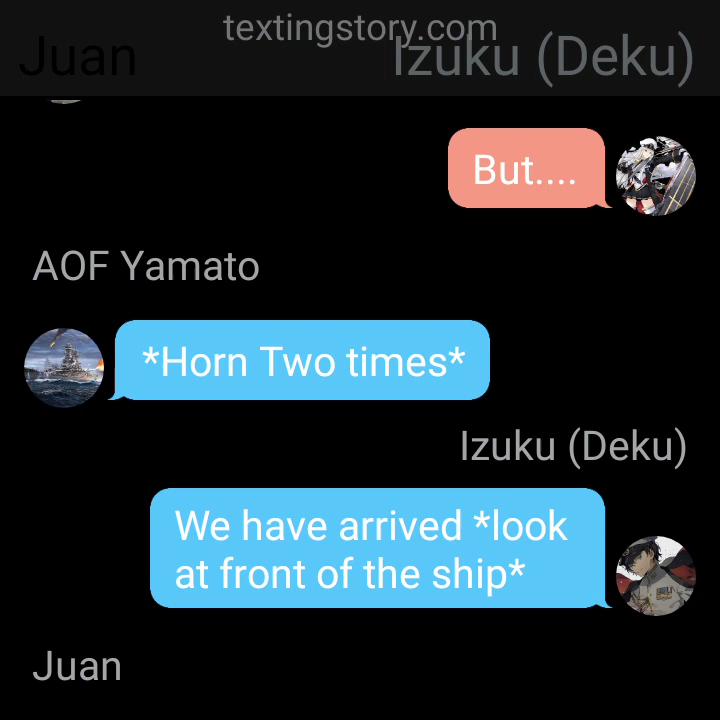 textingstory.com
Juan
Izuku (Deku)
But....
AOF Yamato
*Horn Two times*
Izuku (Deku)
We have arrived *look
at front of the ship*
Juan